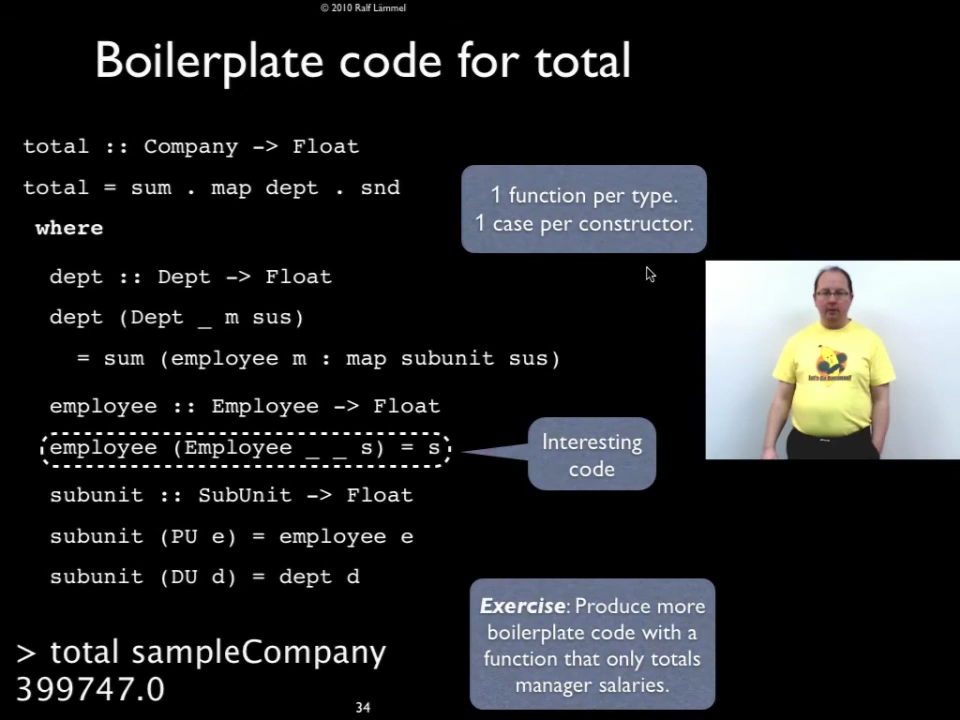 © 2010 Ralf Lämmel
Boilerplate code for total
total :: Company -> Float
total = sum . map dept . snd
where
dept :: Dept -> Float
dept (Dept _ m sus)
= sum (employee m : map subunit sus)
employee :: Employee -> Float
employee (Employee _ _ s) = s
subunit :: SubUnit -> Float
subunit (PU e) = employee e
subunit (DU d) = dept d
1 function per type.
1 case per constructor.
Interesting
code
Exercise: Produce more
boilerplate code with a
function that only totals
manager salaries.
> total sampleCompany
399747.0
34